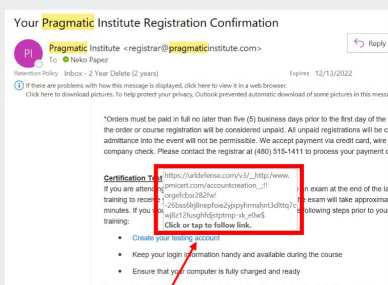 Your Pragmatic Institute Registration Confirmation
PI
Pragmatic Institute <registrar@pragmaticinstitute.com>
Reply
To Neko Papez
Retention Policy Inbox - 2 Year Delete (2 years)
Expires 12/13/2022
If there are problems with how this message is displayed, click here to view it in a web browser.
Click here to download pictures. To help protect your privacy, Outlook prevented automatic download of some pictures in this messa
*Orders must be paid in full no later than five (5) business days prior to the first day of the
the order or course registration will be considered unpaid. All unpaid registrations will be c
admittance into the event will not be permissible. We accept payment via credit card, wire
company check. Please contact the registrar at (480) 515-1411 to process your payment o
Certification Test
https://urldefense.com/v3/__http:/www.
pmicert.com/accountcreation__;!!
If you are attending
n exam at the end of the la
training to receive
he exam will take approxima
minutes. If you wou
e following steps prior to you
training:
Click or tap to follow link.
• Create your testing account
• Keep your login information handy and available during the course
• Ensure that your computer is fully charged and ready